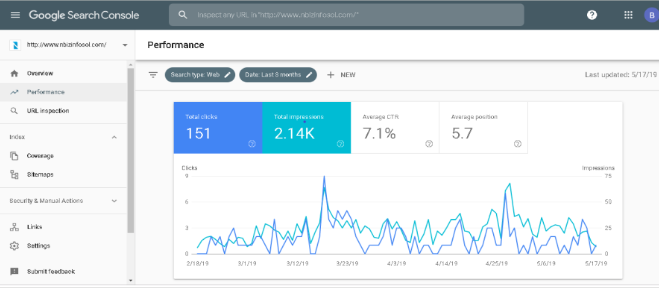 Google Search Console
Inspect any URL in "http://www.nbizinfosol.com/"
B
http://www.nbizinfosol.com/
Performance
Overview
Performance
URL inspection
Index
Coverage
Sitemaps
Security & Manual Actions
Links
Settings
Submit feedback
Search type: Web
Date: Last 3 months
+ NEW
Last updated: 5/17/19
Total clicks
151
Total impressions
2.14K
Average CTR
7.1%
Average position
5.7
Clicks
Impressions
9
6
3
0
75
50
25
0
2/18/19
3/1/19
3/12/19
3/23/19
4/3/19
4/14/19
4/25/19
5/6/19
5/17/19